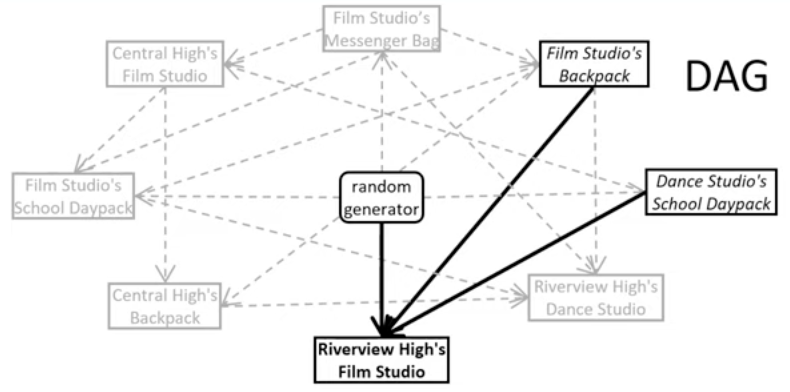 Film Studio's
Messenger Bag
Central High's
Film Studio
Film Studio's
Backpack
DAG
Film Studio's
School Daypack
random
generator
Dance Studio's
School Daypack
Central High's
Backpack
Riverview High's
Dance Studio
Riverview High's
Film Studio